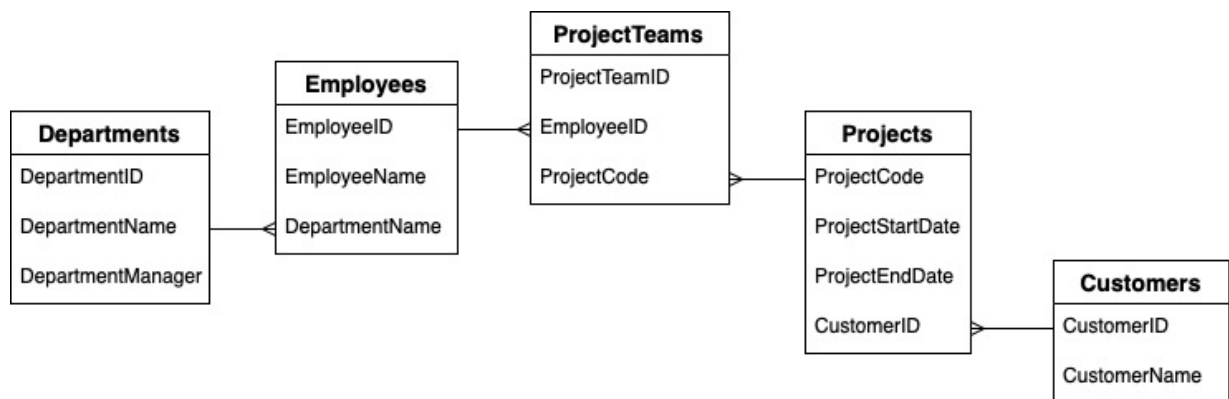 Departments
DepartmentID
DepartmentName
DepartmentManager
Employees
EmployeeID
EmployeeName
DepartmentName
ProjectTeams
ProjectTeamID
EmployeeID
ProjectCode
Projects
ProjectCode
ProjectStartDate
ProjectEndDate
CustomerID
Customers
CustomerID
CustomerName